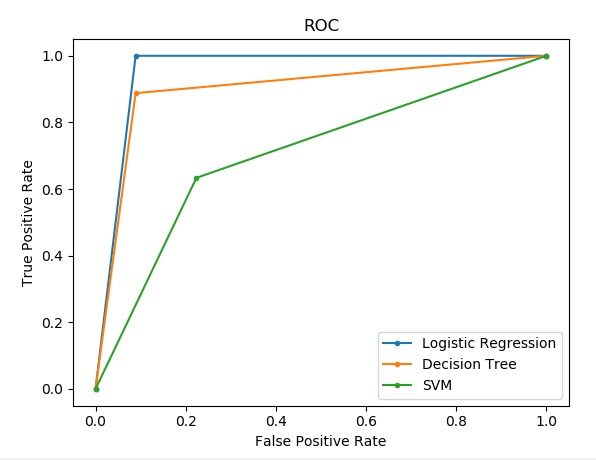 ROC
True Positive Rate
1.0
0.8
0.6
0.4
0.2
0.0
Logistic Regression
Decision Tree
SVM
0.0 0.2 0.4 0.6 0.8 1.0
False Positive Rate